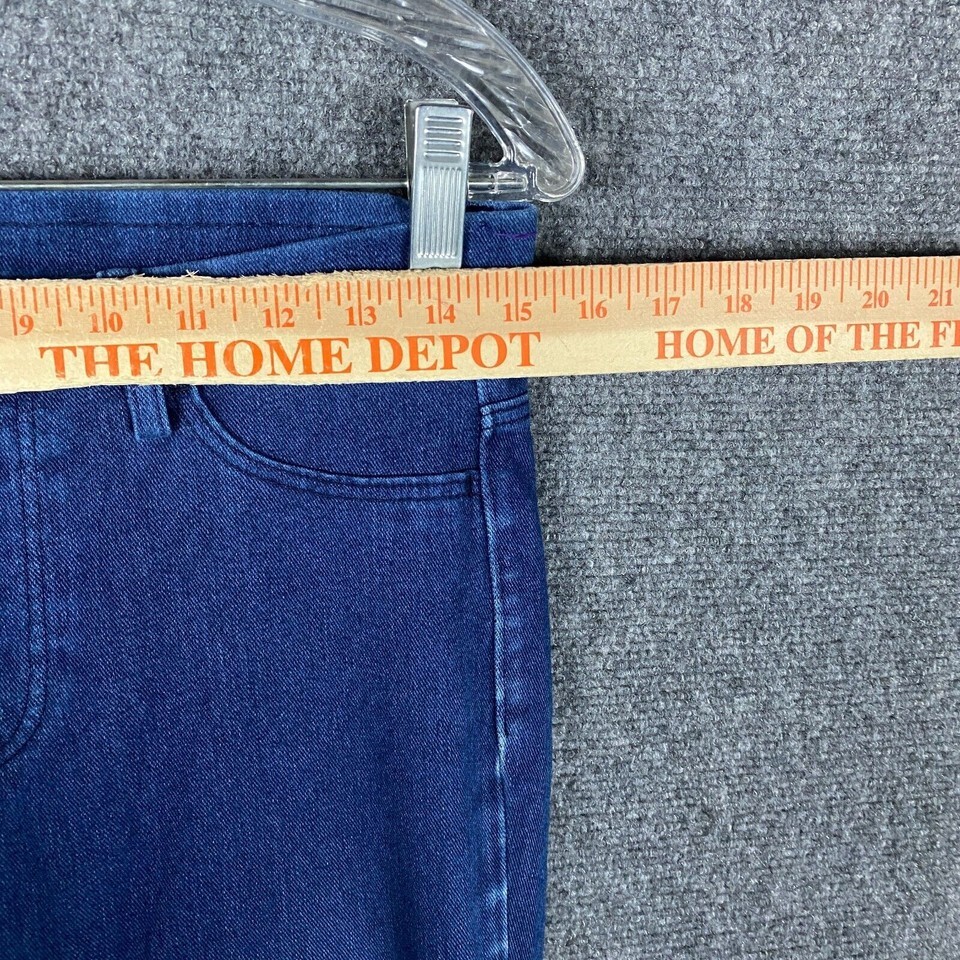 9 10 11 12 13 14 15 16 17 18 19 20 21
THE HOME DEPOT HOME OF THE F